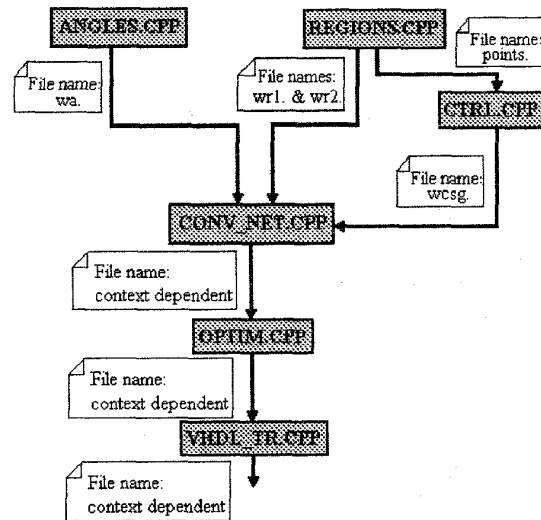 ANGLES.CPP
REGIONS.CPP
File name:
points.
File name:
wa.
File names:
wr1. & wr2.
CTRL.CPP
File name:
wcsg.
CONV_NET.CPP
File name:
context dependent
OPTIM.CPP
File name:
context dependent
VHDL_TR.CPP
File name:
context dependent